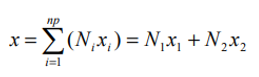 x = \sum_{i=1}^{np} (N_i x_i) = N_1 x_1 + N_2 x_2